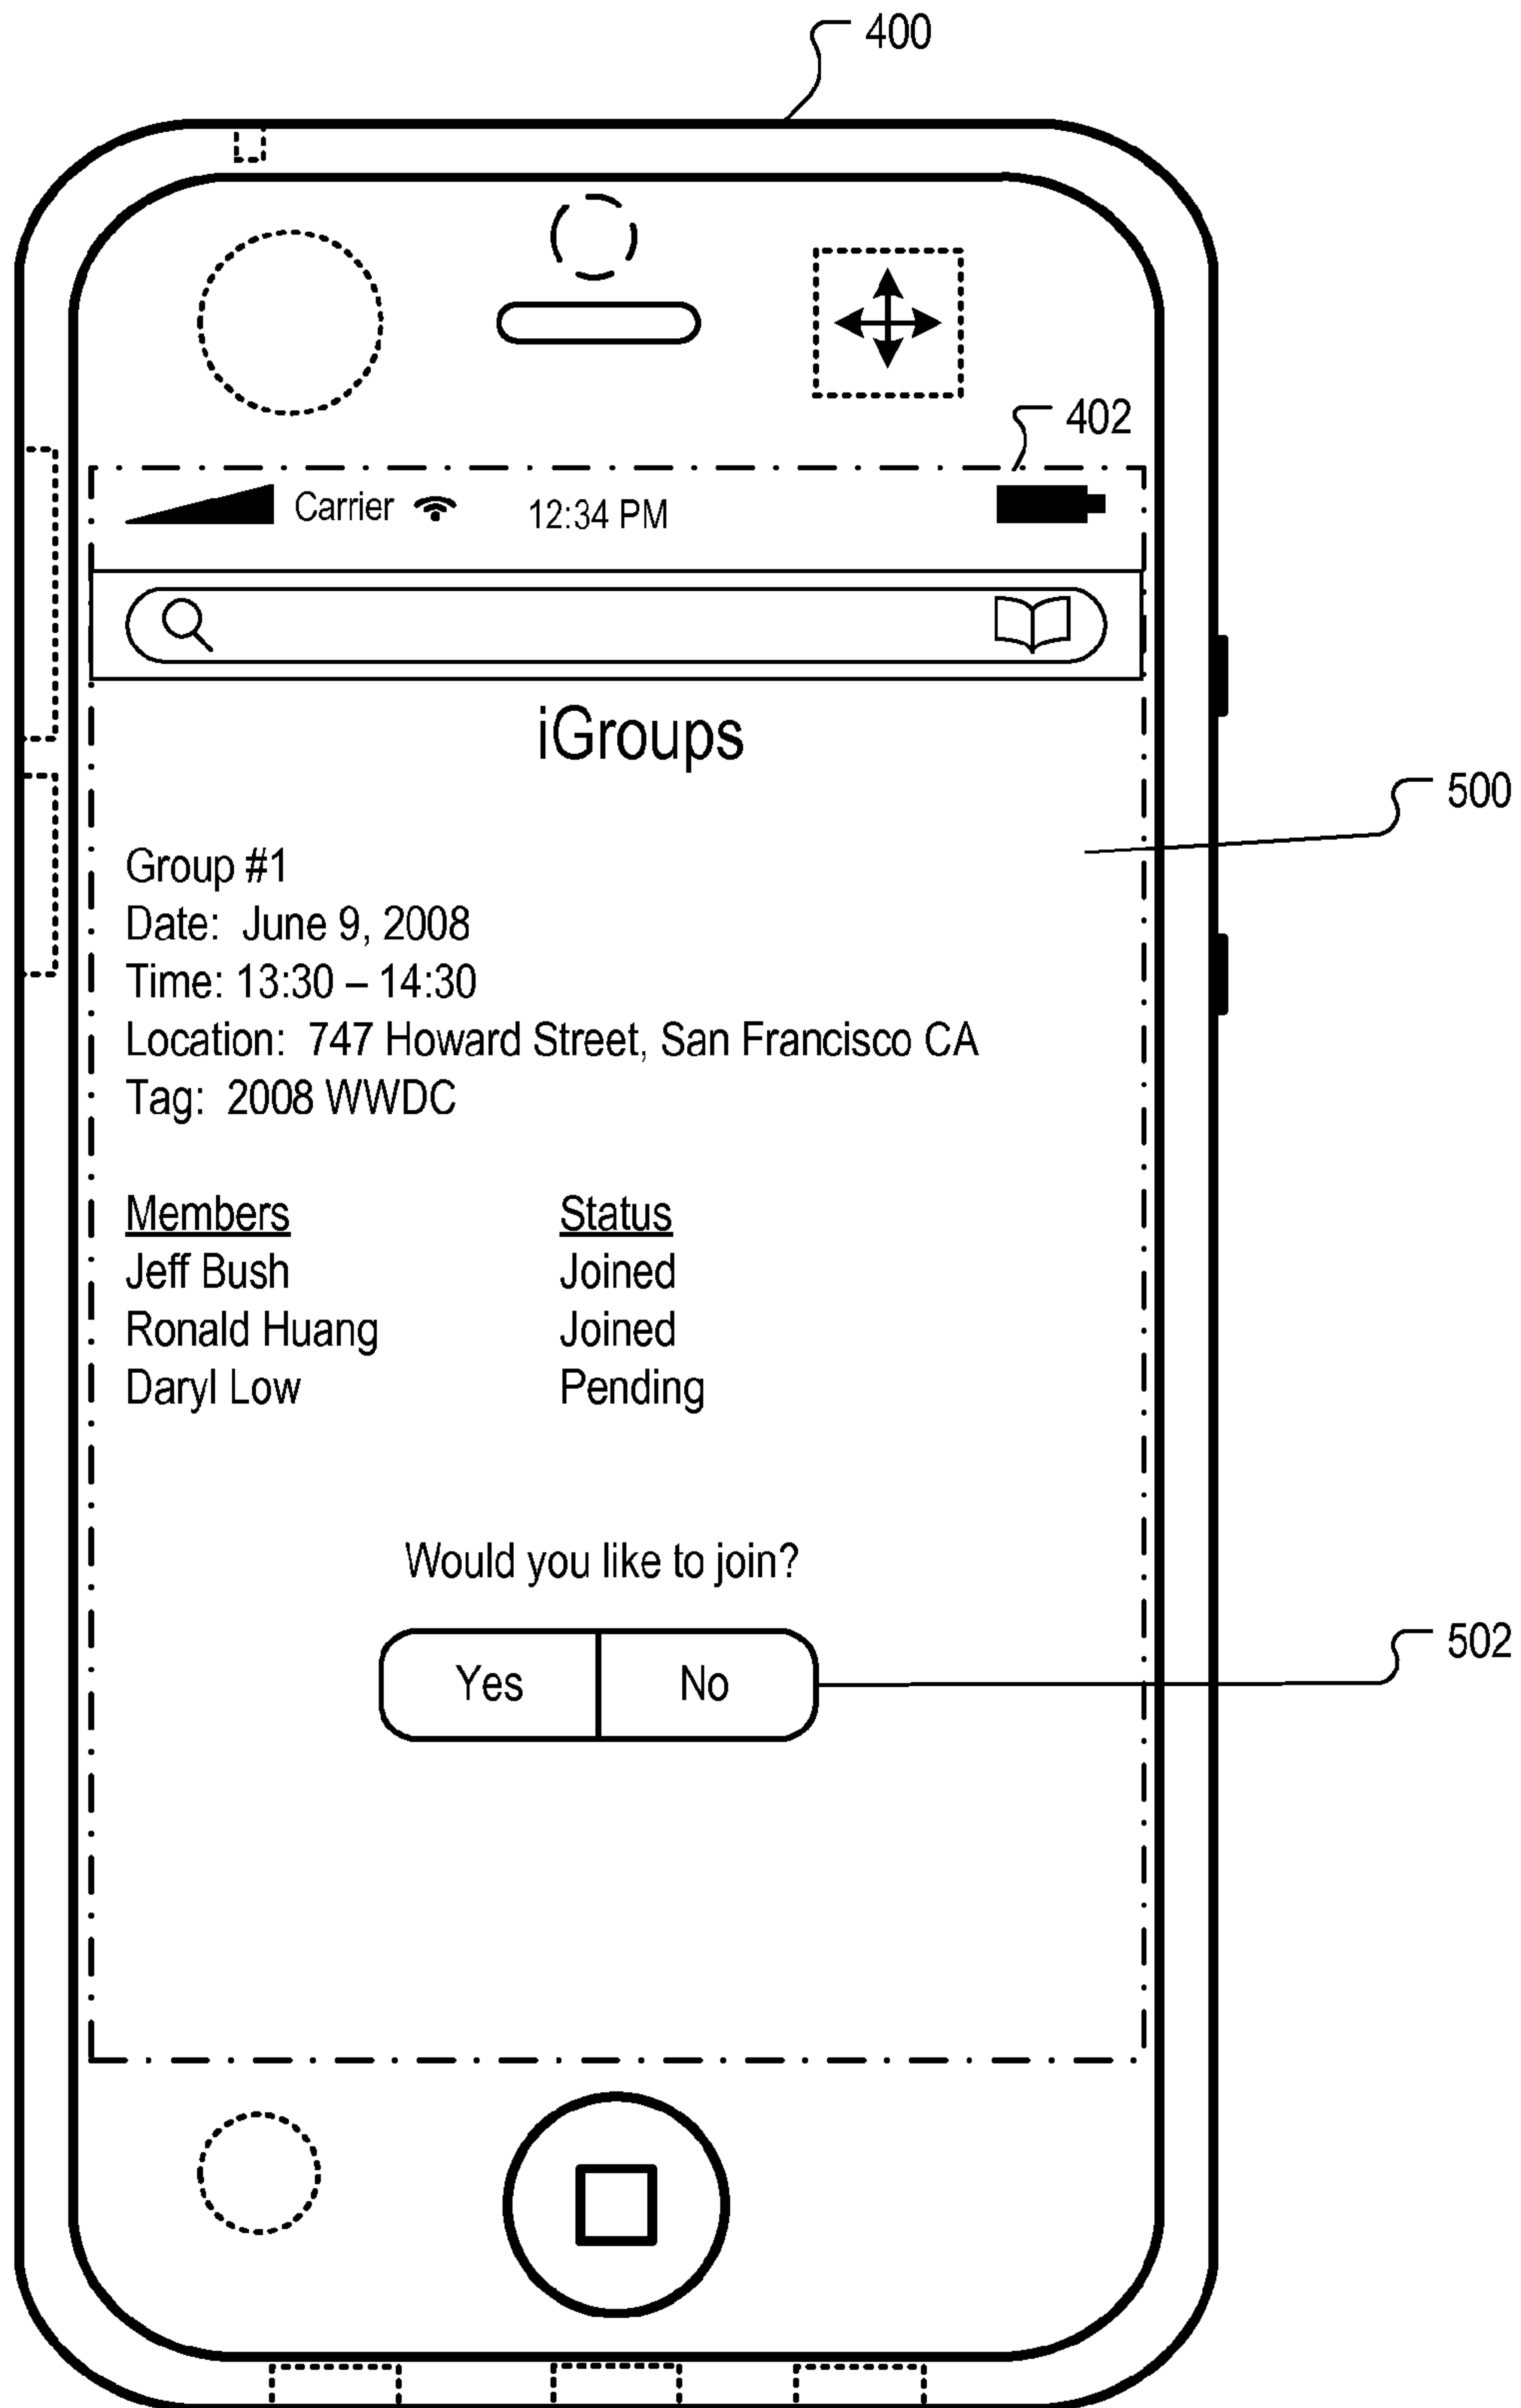 400
402
Carrier 12:34 PM
iGroups
500
Group #1
Date: June 9, 2008
Time: 13:30 – 14:30
Location: 747 Howard Street, San Francisco CA
Tag: 2008 WWDC
Members Status
Jeff Bush Joined
Ronald Huang Joined
Daryl Low Pending
Would you like to join?
502
Yes No